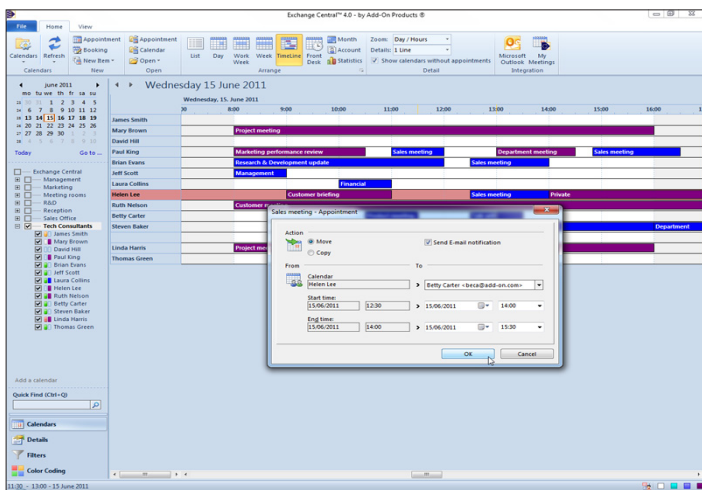 Exchange Central™ 4.0 - by Add-On Products ®
File Home View
Calendars Refresh Appointment Booking New Item Appointment Calendar Open List Day Work Week Week TimeLine Front Desk Month Account Statistics Zoom: Day / Hours Details: 1 Line Show calendars without appointments Microsoft Outlook My Meetings
Calendars New Open Arrange Detail Integration
June 2011
mo tu we th fr sa su
1 2 3 4 5
6 7 8 9 10 11 12
13 14 15 16 17 18 19
20 21 22 23 24 25 26
27 28 29 30
Today Go to ...
Exchange Central
Management
Marketing
Meeting rooms
R&D
Reception
Sales Office
Tech Consultants
James Smith
Mary Brown
David Hill
Paul King
Brian Evans
Jeff Scott
Laura Collins
Helen Lee
Ruth Nelson
Betty Carter
Steven Baker
Linda Harris
Thomas Green
Add a calendar
Quick Find (Ctrl+Q)
Calendars
Details
Filters
Color Coding
Wednesday 15 June 2011
Wednesday, 15. June 2011
8:00 9:00 10:00 11:00 12:00 13:00 14:00 15:00 16:00
James Smith
Mary Brown Project meeting
David Hill
Paul King Marketing performance review Sales meeting Department meeting Sales meeting
Brian Evans Research & Development update Sales meeting
Jeff Scott Management
Laura Collins Financial
Helen Lee Customer briefing Sales meeting Private
Ruth Nelson Customer
Betty Carter
Steven Baker Department
Linda Harris Project
Thomas Green
Sales meeting - Appointment
Action
Move
Copy
Send E-mail notification
From To
Calendar
Helen Lee > Betty Carter <beca@add-on.com>
Start time:
15/06/2011 12:30 > 15/06/2011 14:00
End time:
15/06/2011 14:00 > 15/06/2011 15:30
OK Cancel
11:30 - 13:00 - 15 June 2011